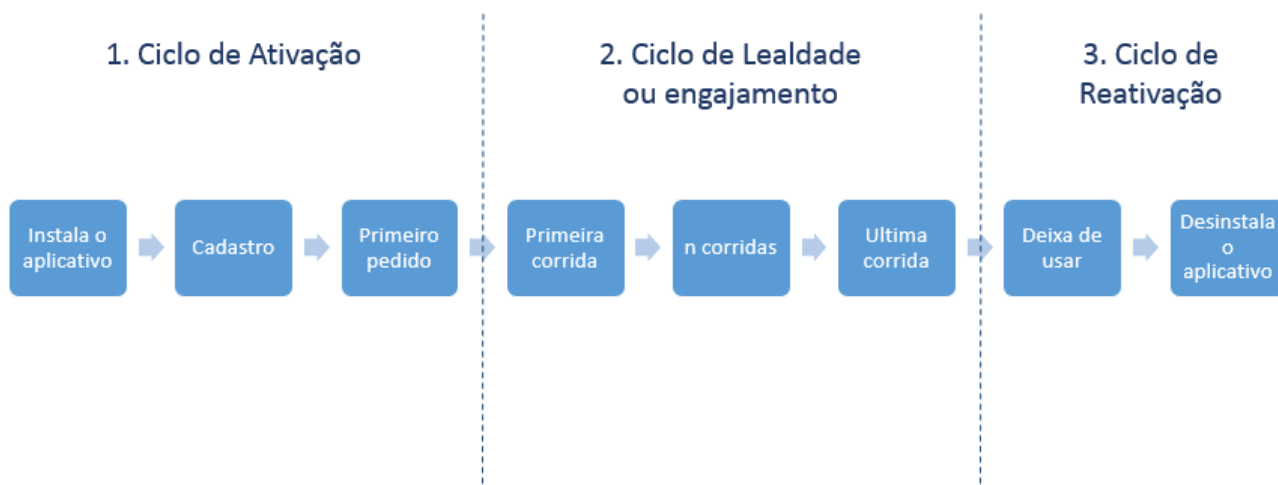 1. Ciclo de Ativação
2. Ciclo de Lealdade
ou engajamento
3. Ciclo de
Reativação
Instala o
aplicativo
Cadastro
Primeiro
pedido
Primeira
corrida
n corridas
Ultima
corrida
Deixa de
usar
Desinstala
o
aplicativo